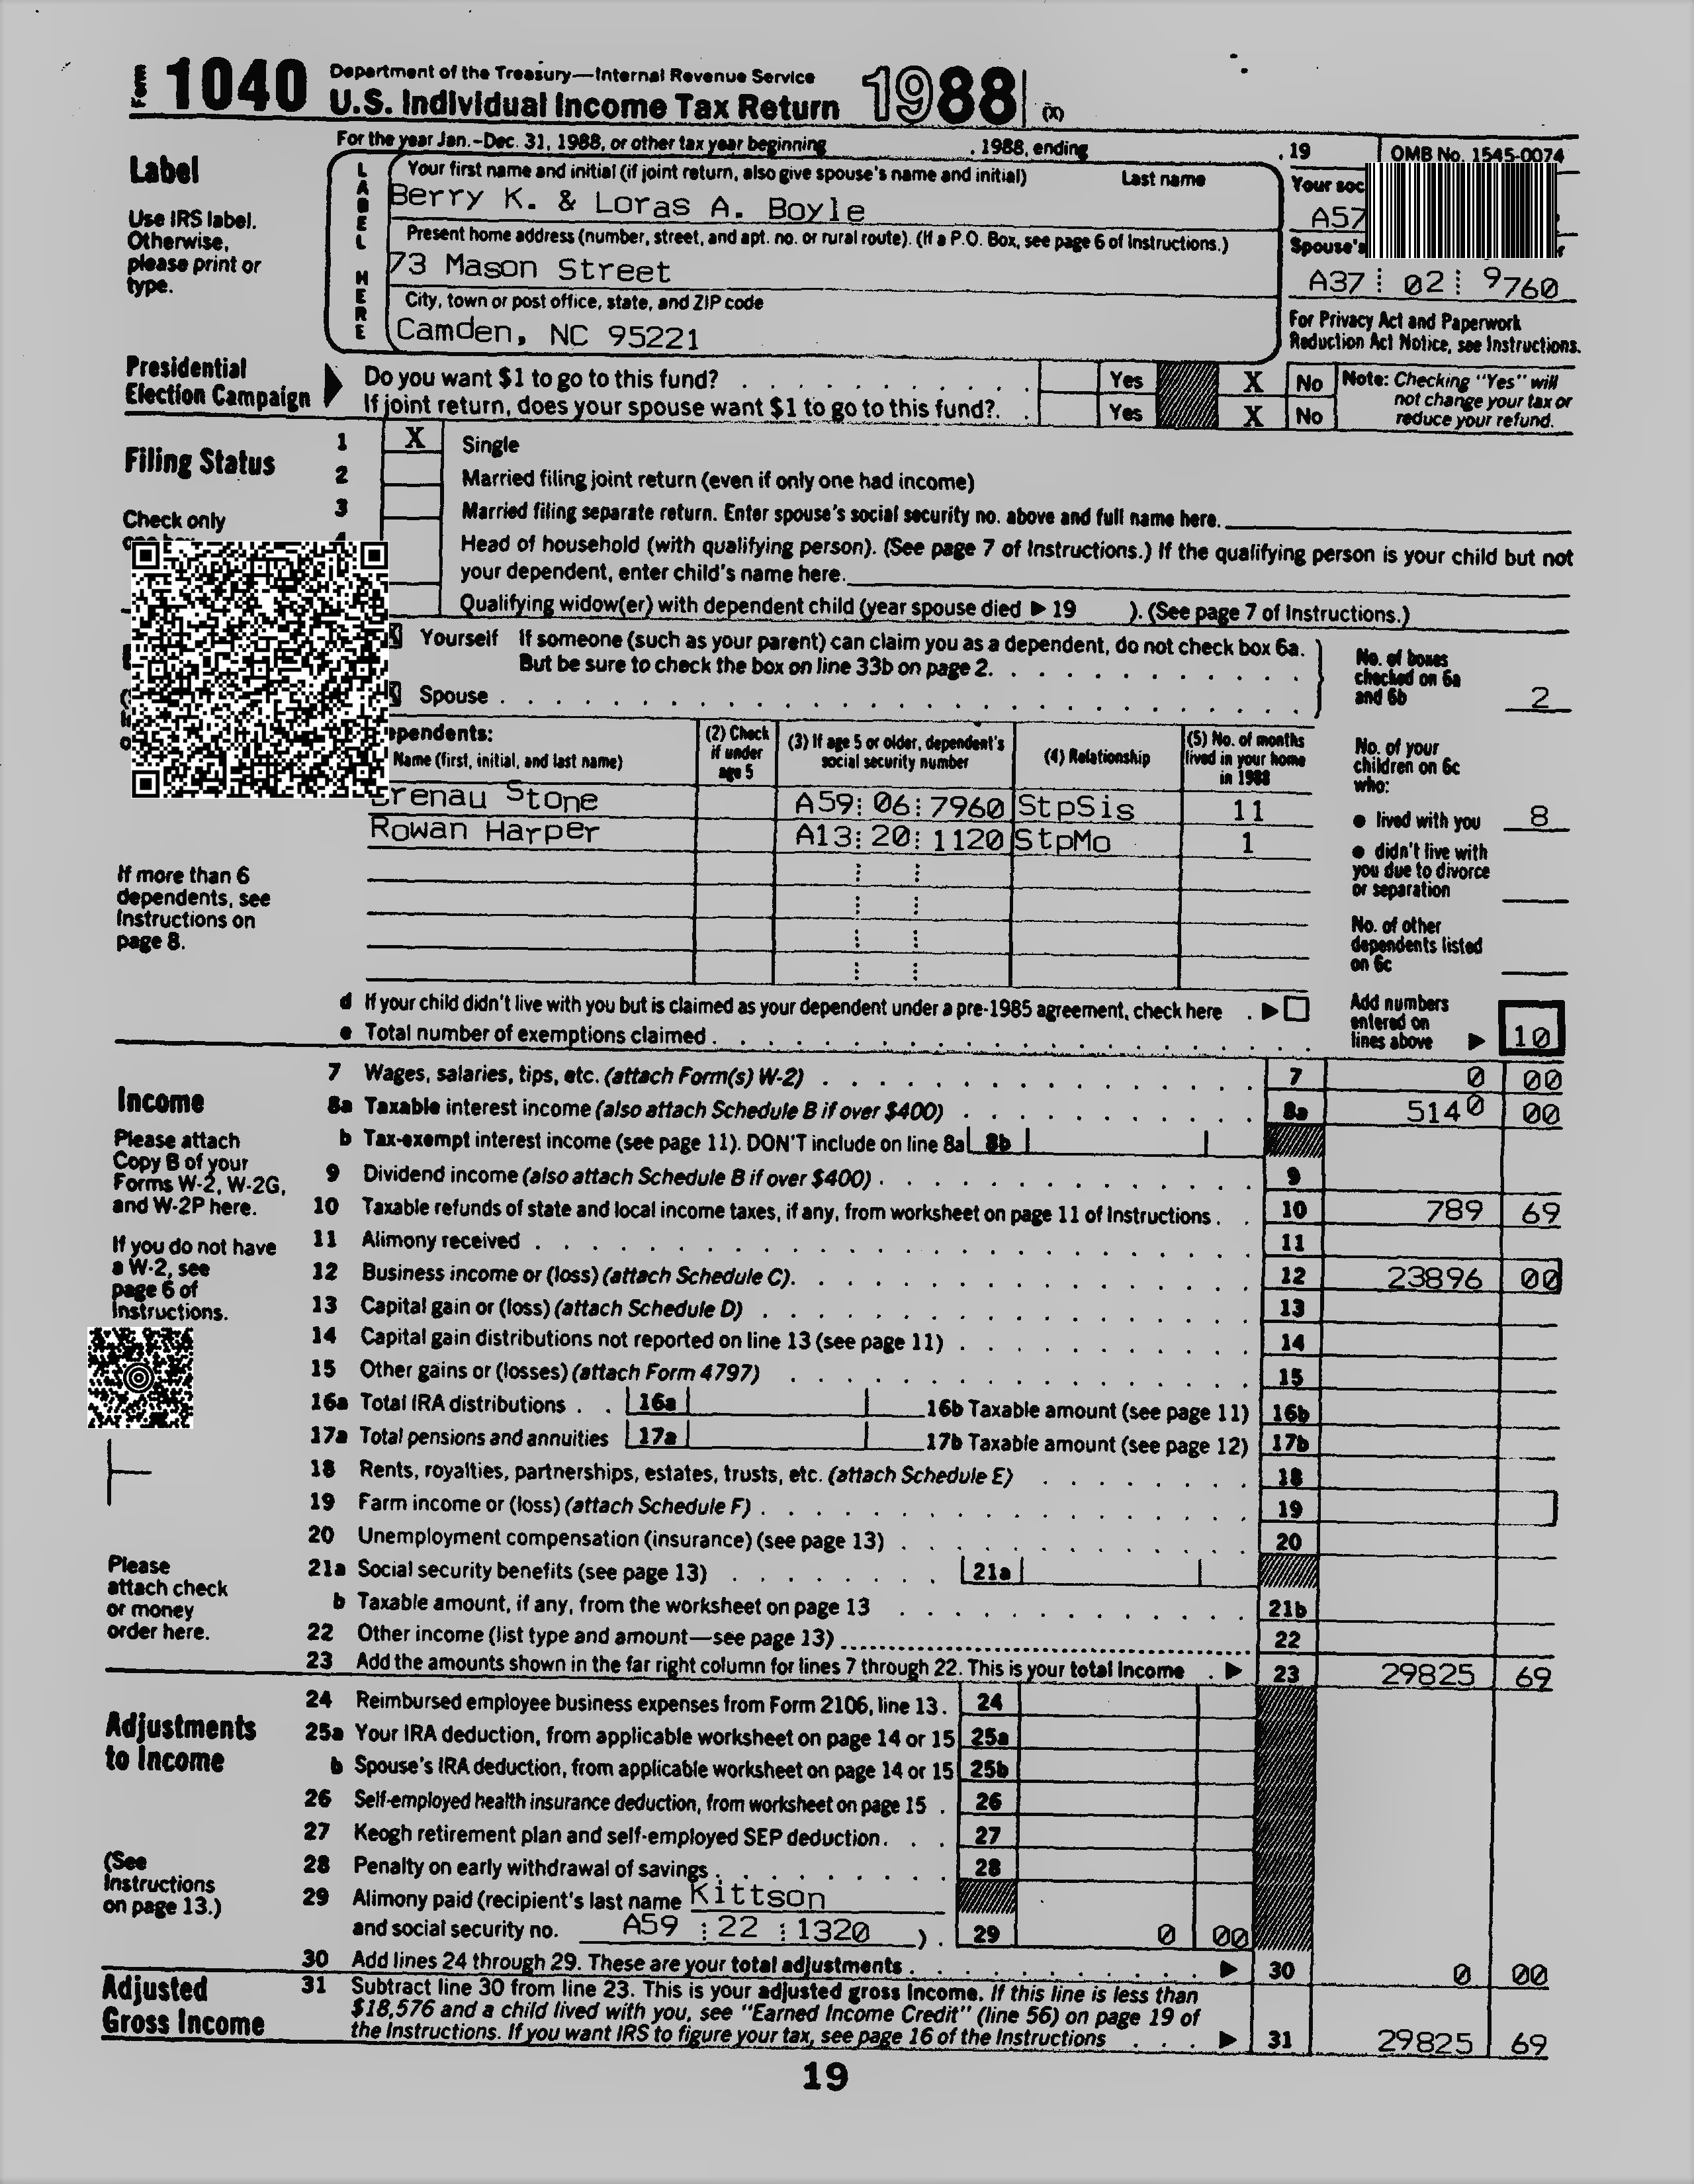 Form 1040 Department of the Treasury—Internal Revenue Service
U.S. Individual Income Tax Return 1988 (X)
For the year Jan.-Dec. 31, 1988, or other tax year beginning , 1988, ending , 19 OMB No. 1545-0074
Label
Use IRS label.
Otherwise,
please print or
type.
LABEL HERE
Your first name and initial (if joint return, also give spouse's name and initial) Last name
Your soc
Berry K. & Loras A. Boyle
A57
Present home address (number, street, and apt. no. or rural route). (If a P.O. Box, see page 6 of Instructions.)
Spouse's
73 Mason Street
A37 02 9760
City, town or post office, state, and ZIP code
Camden, NC 95221
For Privacy Act and Paperwork
Reduction Act Notice, see Instructions.
Presidential
Election Campaign
Do you want $1 to go to this fund? Yes X No
If joint return, does your spouse want $1 to go to this fund? Yes X No
Note: Checking "Yes" will
not change your tax or
reduce your refund.
Filing Status
Check only
1 X Single
2 Married filing joint return (even if only one had income)
3 Married filing separate return. Enter spouse's social security no. above and full name here.
Head of household (with qualifying person). (See page 7 of Instructions.) If the qualifying person is your child but not
your dependent, enter child's name here.
Qualifying widow(er) with dependent child (year spouse died ▶ 19 ). (See page 7 of Instructions.)
Yourself If someone (such as your parent) can claim you as a dependent, do not check box 6a.
But be sure to check the box on line 33b on page 2.
Spouse
No. of boxes
checked on 6a
and 6b 2
ependents:
Name (first, initial, and last name)
(2) Check
if under
age 5
(3) If age 5 or older, dependent's
social security number
(4) Relationship
(5) No. of months
lived in your home
in 1988
renau Stone A59 06 7960 StpSis 11
Rowan Harper A13 20 1120 StpMo 1
No. of your
children on 6c
who:
● lived with you 8
● didn't live with
you due to divorce
or separation
No. of other
dependents listed
on 6c
If more than 6
dependents, see
Instructions on
page 8.
d If your child didn't live with you but is claimed as your dependent under a pre-1985 agreement, check here ▶
e Total number of exemptions claimed
Add numbers
entered on
lines above ▶ 10
Income
Please attach
Copy B of your
Forms W-2, W-2G,
and W-2P here.
If you do not have
a W-2, see
page 6 of
Instructions.
Please
attach check
or money
order here.
7 Wages, salaries, tips, etc. (attach Form(s) W-2) 7 0 00
8a Taxable interest income (also attach Schedule B if over $400) 8a 5140 00
b Tax-exempt interest income (see page 11). DON'T include on line 8a 8b
9 Dividend income (also attach Schedule B if over $400) 9
10 Taxable refunds of state and local income taxes, if any, from worksheet on page 11 of Instructions 10 789 69
11 Alimony received 11
12 Business income or (loss) (attach Schedule C) 12 23896 00
13 Capital gain or (loss) (attach Schedule D) 13
14 Capital gain distributions not reported on line 13 (see page 11) 14
15 Other gains or (losses) (attach Form 4797) 15
16a Total IRA distributions 16a 16b Taxable amount (see page 11) 16b
17a Total pensions and annuities 17a 17b Taxable amount (see page 12) 17b
18 Rents, royalties, partnerships, estates, trusts, etc. (attach Schedule E) 18
19 Farm income or (loss) (attach Schedule F) 19
20 Unemployment compensation (insurance) (see page 13) 20
21a Social security benefits (see page 13) 21a
b Taxable amount, if any, from the worksheet on page 13 21b
22 Other income (list type and amount—see page 13) 22
23 Add the amounts shown in the far right column for lines 7 through 22. This is your total income ▶ 23 29825 69
Adjustments
to Income
(See
Instructions
on page 13.)
24 Reimbursed employee business expenses from Form 2106, line 13 24
25a Your IRA deduction, from applicable worksheet on page 14 or 15 25a
b Spouse's IRA deduction, from applicable worksheet on page 14 or 15 25b
26 Self-employed health insurance deduction, from worksheet on page 15 26
27 Keogh retirement plan and self-employed SEP deduction 27
28 Penalty on early withdrawal of savings 28
29 Alimony paid (recipient's last name Kittson
and social security no. A59 22 1320 ) 29 0 00
30 Add lines 24 through 29. These are your total adjustments ▶ 30 0 00
Adjusted
Gross Income
31 Subtract line 30 from line 23. This is your adjusted gross income. If this line is less than
$18,576 and a child lived with you, see "Earned Income Credit" (line 56) on page 19 of
the Instructions. If you want IRS to figure your tax, see page 16 of the Instructions ▶ 31 29825 69
19